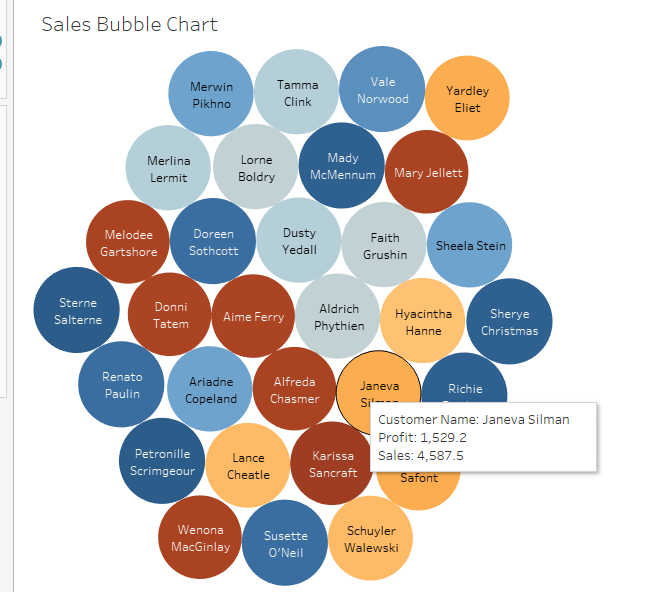 Sales Bubble Chart
Merwin
Pikhno
Tamma
Clink
Vale
Norwood
Yardley
Eliet
Merlina
Lermit
Lorne
Boldry
Mady
McMennum
Mary Jellett
Melodee
Gartshore
Doreen
Sothcott
Dusty
Yedall
Faith
Grushin
Sheela Stein
Sterne
Salterne
Donni
Tatem
Aime Ferry
Aldrich
Phythien
Hyacintha
Hanne
Sherye
Christmas
Renato
Paulin
Ariadne
Copeland
Alfreda
Chasmer
Janeva
Richie
Customer Name: Janeva Silman
Profit: 1,529.2
Sales: 4,587.5
Petronille
Scrimgeour
Lance
Cheatle
Karissa
Sancraft
Safont
Wenona
MacGinlay
Susette
O'Neil
Schuyler
Walewski